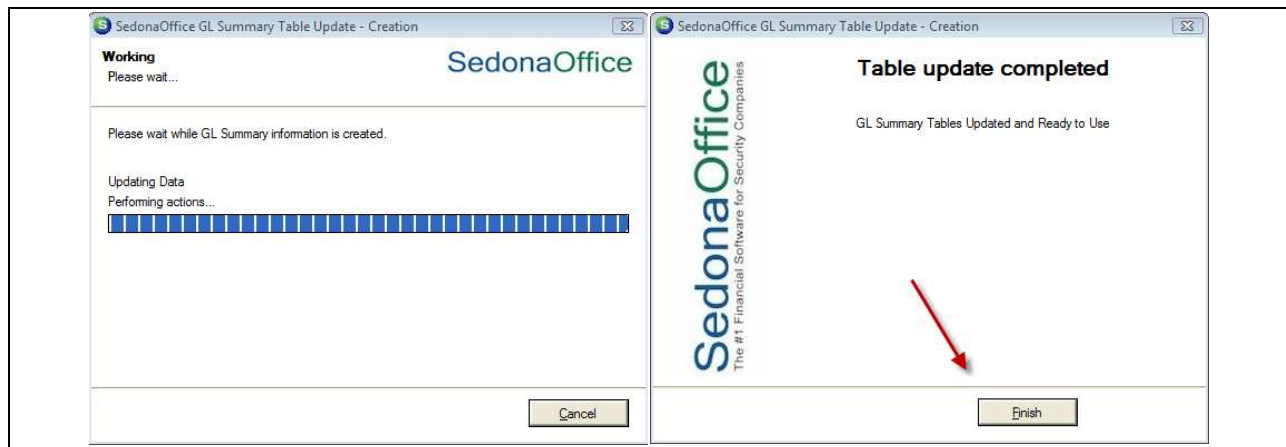 SedonaOffice GL Summary Table Update - Creation
Working
Please wait...
SedonaOffice
Please wait while GL Summary information is created.
Updating Data
Performing actions...
Cancel
SedonaOffice GL Summary Table Update - Creation
SedonaOffice
The #1 Financial Software for Security Companies
Table update completed
GL Summary Tables Updated and Ready to Use
Finish